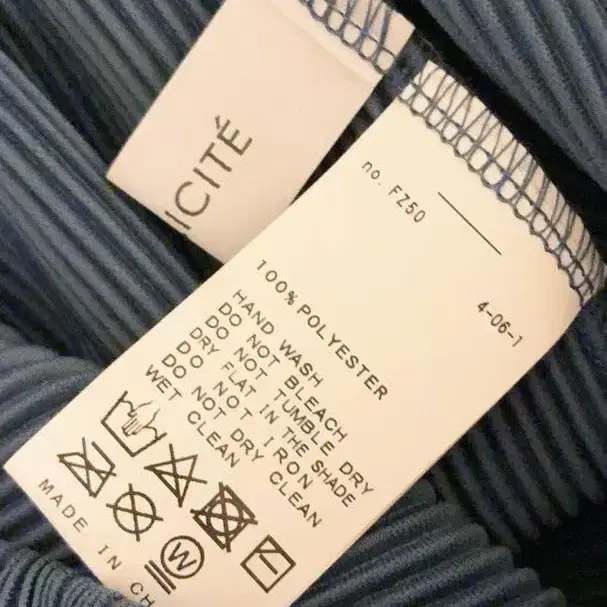 ICITÉ
no. FZ50
4-06-1
100% POLYESTER
HAND WASH
DO NOT BLEACH
DO NOT TUMBLE DRY
DRY FLAT IN THE SHADE
DO NOT IRON
DO NOT DRY CLEAN
WET CLEAN
W
MADE IN CH